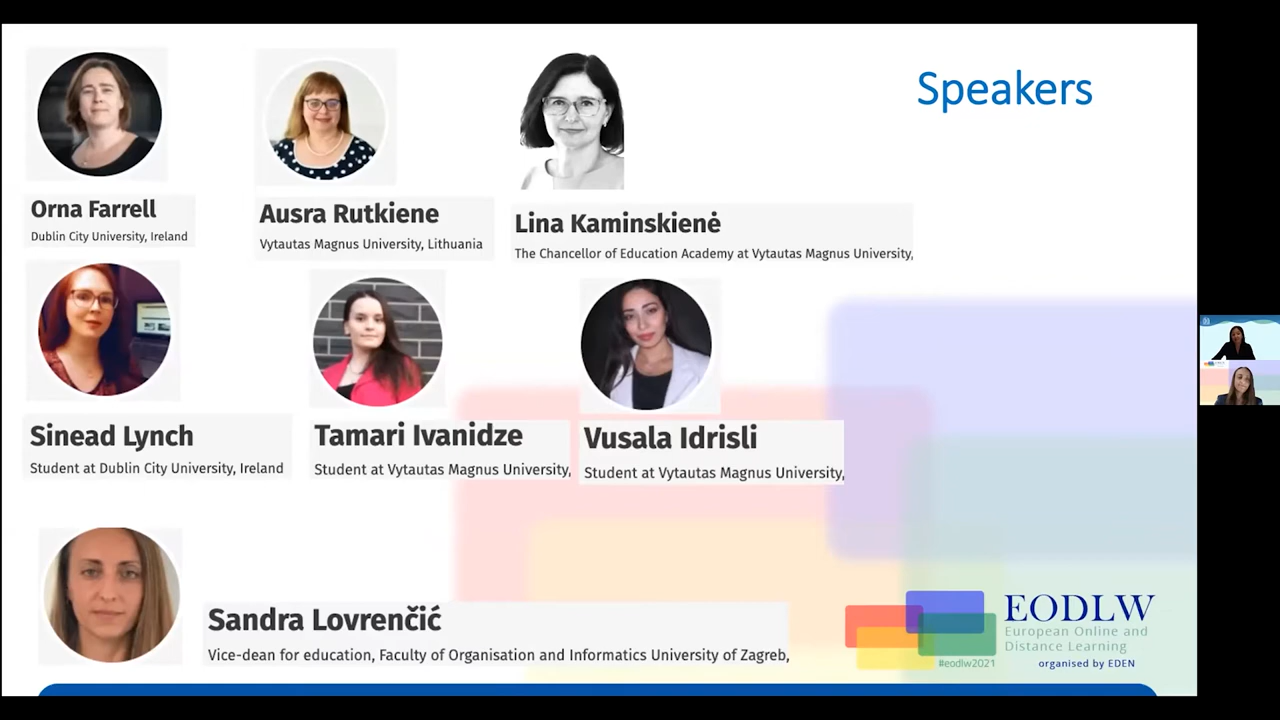 Speakers
Orna Farrell
Dublin City University, Ireland
Ausra Rutkiene
Vytautas Magnus University, Lithuania
Lina Kaminskienė
The Chancellor of Education Academy at Vytautas Magnus University,
Sinead Lynch
Student at Dublin City University, Ireland
Tamari Ivanidze
Student at Vytautas Magnus University,
Vusala Idrisli
Student at Vytautas Magnus University,
Sandra Lovrenčić
Vice-dean for education, Faculty of Organisation and Informatics University of Zagreb,
EODLW
European Online and
Distance Learning
#eodlw2021
organised by EDEN